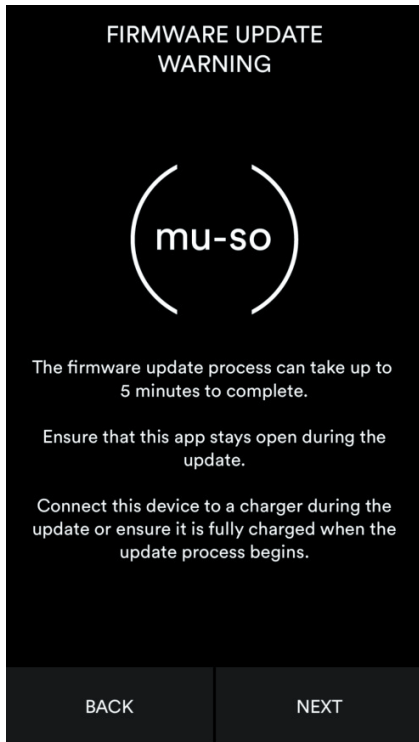 FIRMWARE UPDATE
WARNING
mu-so
The firmware update process can take up to
5 minutes to complete.
Ensure that this app stays open during the
update.
Connect this device to a charger during the
update or ensure it is fully charged when the
update process begins.
BACK
NEXT